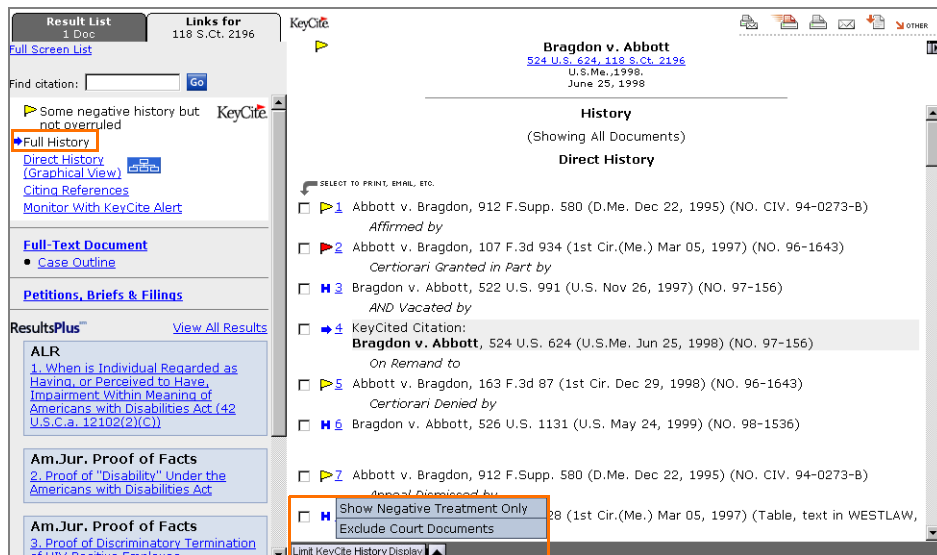 Result List
1 Doc
Links for
118 S.Ct. 2196
Full Screen List
Find citation:
Go
Some negative history but
not overruled
KeyCite.
Full History
Direct History
(Graphical View)
Citing References
Monitor With KeyCite Alert
Full-Text Document
• Case Outline
Petitions, Briefs & Filings
ResultsPlus™
View All Results
ALR
1. When is Individual Regarded as
Having, or Perceived to Have,
Impairment Within Meaning of
Americans with Disabilities Act (42
U.S.C.a. 12102(2)(C))
Am.Jur. Proof of Facts
2. Proof of "Disability" Under the
Americans with Disabilities Act
Am.Jur. Proof of Facts
3. Proof of Discriminatory Termination
of HIV Positive Employee
KeyCite.
OTHER
Bragdon v. Abbott
524 U.S. 624, 118 S.Ct. 2196
U.S.Me.,1998.
June 25, 1998
History
(Showing All Documents)
Direct History
SELECT TO PRINT, EMAIL, ETC.
1 Abbott v. Bragdon, 912 F.Supp. 580 (D.Me. Dec 22, 1995) (NO. CIV. 94-0273-B)
Affirmed by
2 Abbott v. Bragdon, 107 F.3d 934 (1st Cir.(Me.) Mar 05, 1997) (NO. 96-1643)
Certiorari Granted in Part by
H 3 Bragdon v. Abbott, 522 U.S. 991 (U.S. Nov 26, 1997) (NO. 97-156)
AND Vacated by
4 KeyCited Citation:
Bragdon v. Abbott, 524 U.S. 624 (U.S.Me. Jun 25, 1998) (NO. 97-156)
On Remand to
5 Abbott v. Bragdon, 163 F.3d 87 (1st Cir. Dec 29, 1998) (NO. 96-1643)
Certiorari Denied by
H 6 Bragdon v. Abbott, 526 U.S. 1131 (U.S. May 24, 1999) (NO. 98-1536)
7 Abbott v. Bragdon, 912 F.Supp. 580 (D.Me. Dec 22, 1995) (NO. CIV. 94-0273-B)
Appeal Dismissed by
H
28 (1st Cir.(Me.) Mar 05, 1997) (Table, text in WESTLAW,
Show Negative Treatment Only
Exclude Court Documents
Limit KeyCite History Display